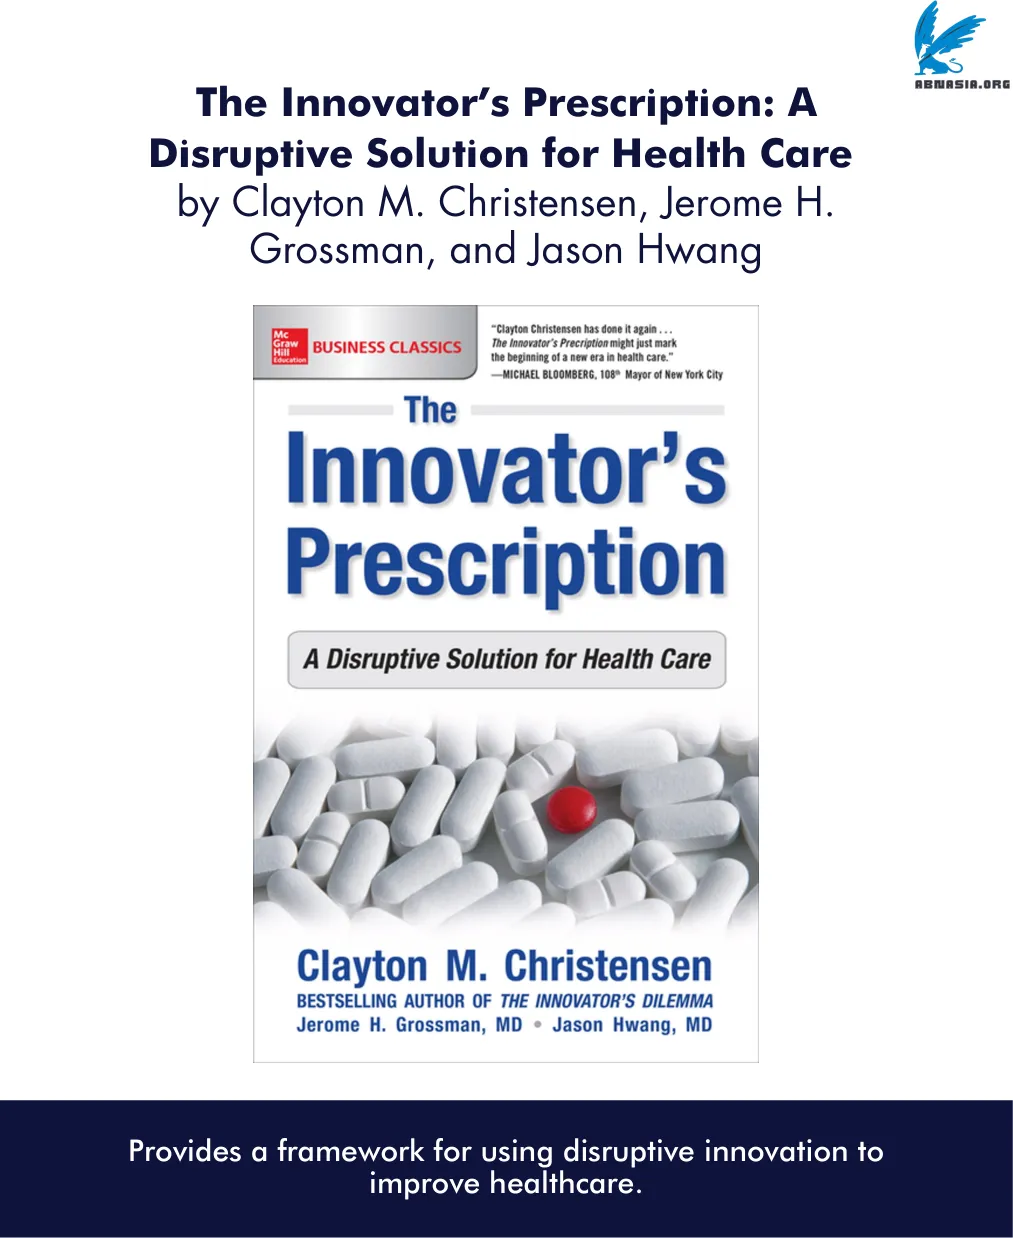 ABNASIA.ORG
The Innovator’s Prescription: A
Disruptive Solution for Health Care
by Clayton M. Christensen, Jerome H.
Grossman, and Jason Hwang
Mc
Graw
Hill
Education
BUSINESS CLASSICS
“Clayton Christensen has done it again . . .
The Innovator’s Precription might just mark
the beginning of a new era in health care.”
—MICHAEL BLOOMBERG, 108th Mayor of New York City
The
Innovator’s
Prescription
A Disruptive Solution for Health Care
Clayton M. Christensen
BESTSELLING AUTHOR OF THE INNOVATOR’S DILEMMA
Jerome H. Grossman, MD • Jason Hwang, MD
Provides a framework for using disruptive innovation to
improve healthcare.